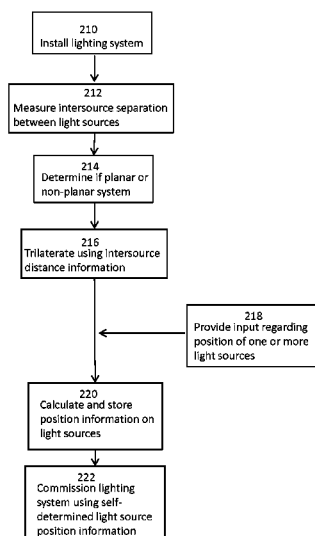 210
Install lighting system
212
Measure intersource separation
between light sources
214
Determine if planar or
non-planar system
216
Trilaterate using intersource
distance information
218
Provide input regarding
position of one or more
light sources
220
Calculate and store
position information on
light sources
222
Commission lighting
system using self-
determined light source
position information